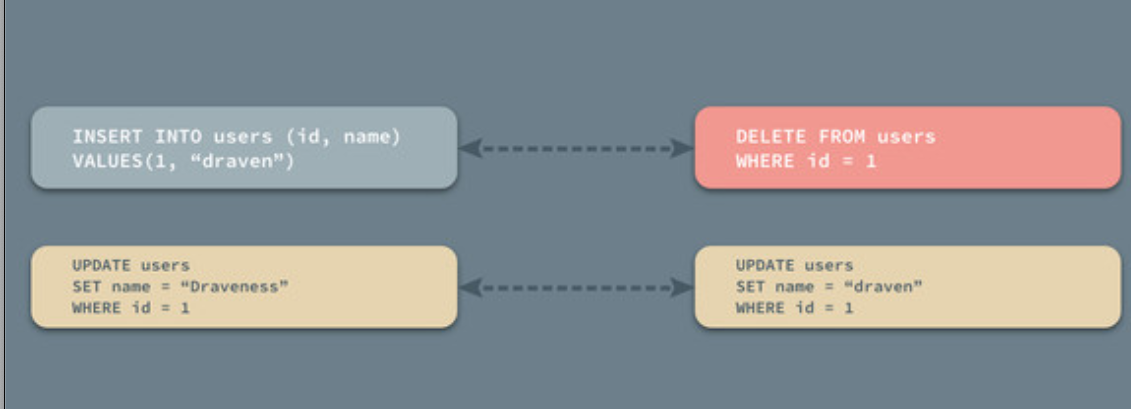 INSERT INTO users (id, name)
VALUES(1, “draven”)
DELETE FROM users
WHERE id = 1
UPDATE users
SET name = “Draveness”
WHERE id = 1
UPDATE users
SET name = “draven”
WHERE id = 1